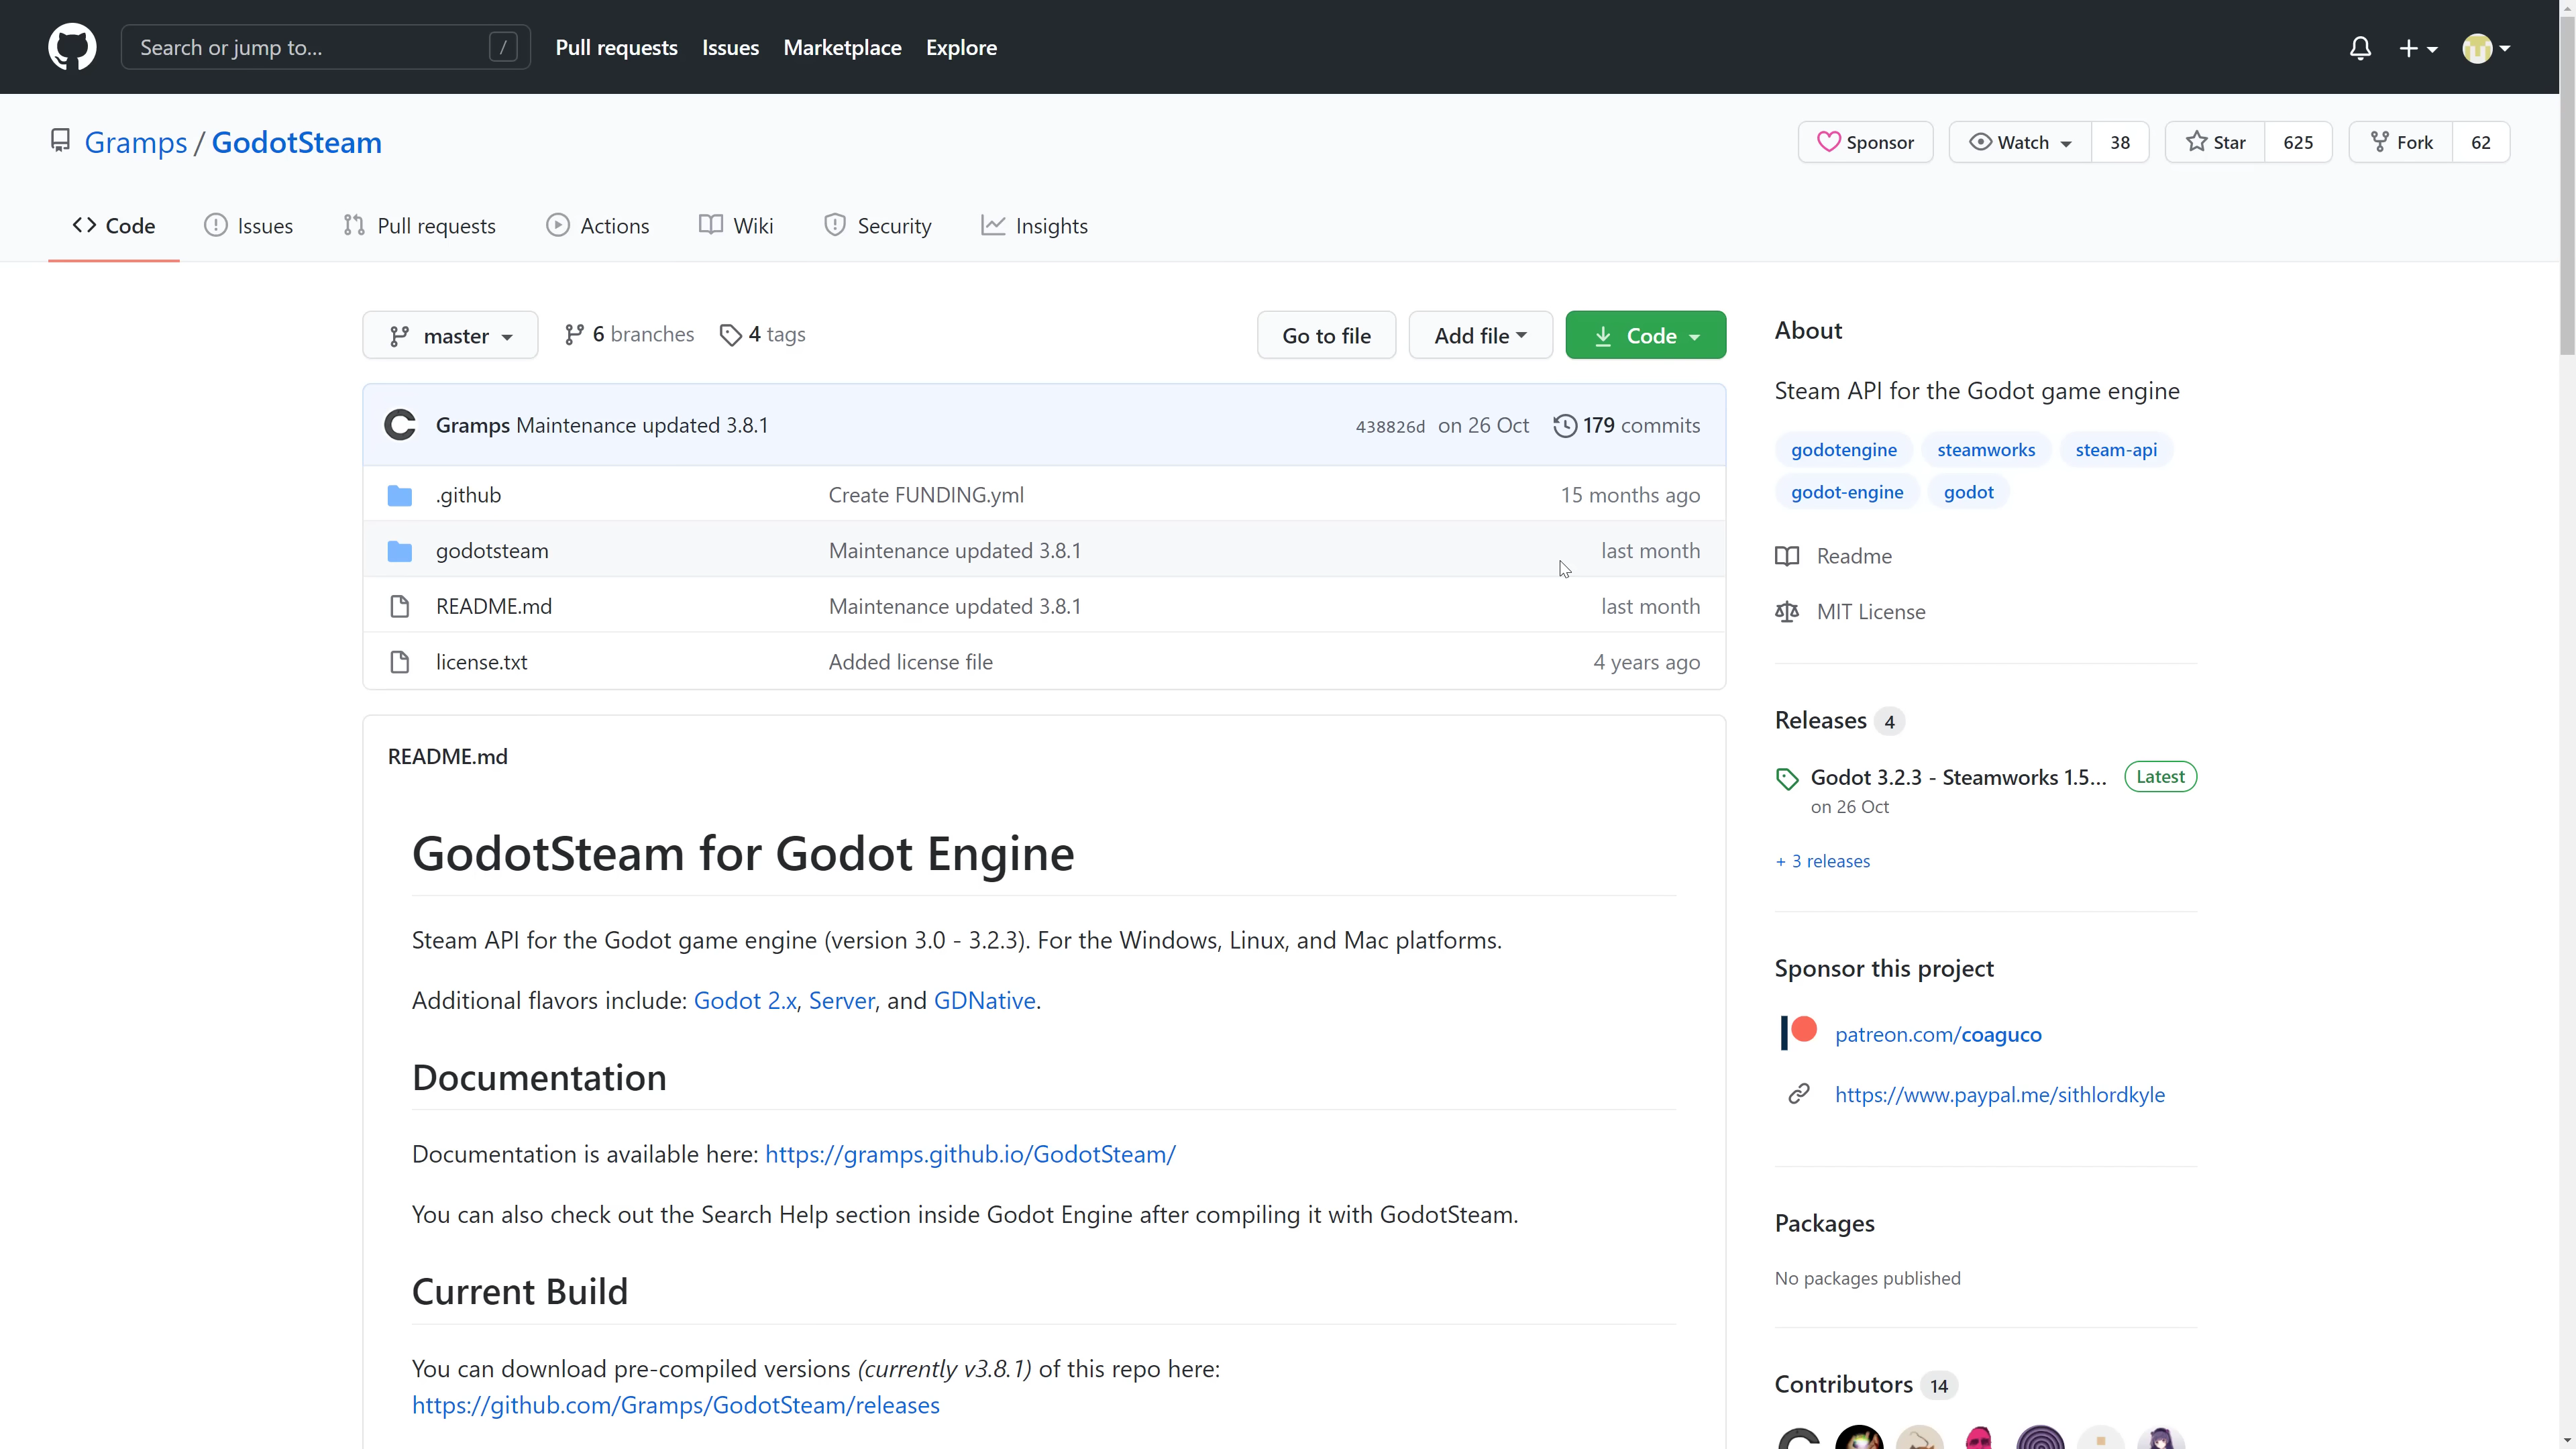 Search or jump to...
/
Pull requests
Issues
Marketplace
Explore
Gramps / GodotSteam
Sponsor
Watch
38
Star
625
Fork
62
Code
Issues
Pull requests
Actions
Wiki
Security
Insights
master
6 branches
4 tags
Go to file
Add file
Code
Gramps Maintenance updated 3.8.1
438826d on 26 Oct
179 commits
.github
Create FUNDING.yml
15 months ago
godotsteam
Maintenance updated 3.8.1
last month
README.md
Maintenance updated 3.8.1
last month
license.txt
Added license file
4 years ago
README.md
GodotSteam for Godot Engine
Steam API for the Godot game engine (version 3.0 - 3.2.3). For the Windows, Linux, and Mac platforms.
Additional flavors include: Godot 2.x, Server, and GDNative.
Documentation
Documentation is available here: https://gramps.github.io/GodotSteam/
You can also check out the Search Help section inside Godot Engine after compiling it with GodotSteam.
Current Build
You can download pre-compiled versions (currently v3.8.1) of this repo here:
https://github.com/Gramps/GodotSteam/releases
About
Steam API for the Godot game engine
godotengine
steamworks
steam-api
godot-engine
godot
Readme
MIT License
Releases 4
Godot 3.2.3 - Steamworks 1.5...
Latest
on 26 Oct
+ 3 releases
Sponsor this project
patreon.com/coaguco
https://www.paypal.me/sithlordkyle
Packages
No packages published
Contributors 14